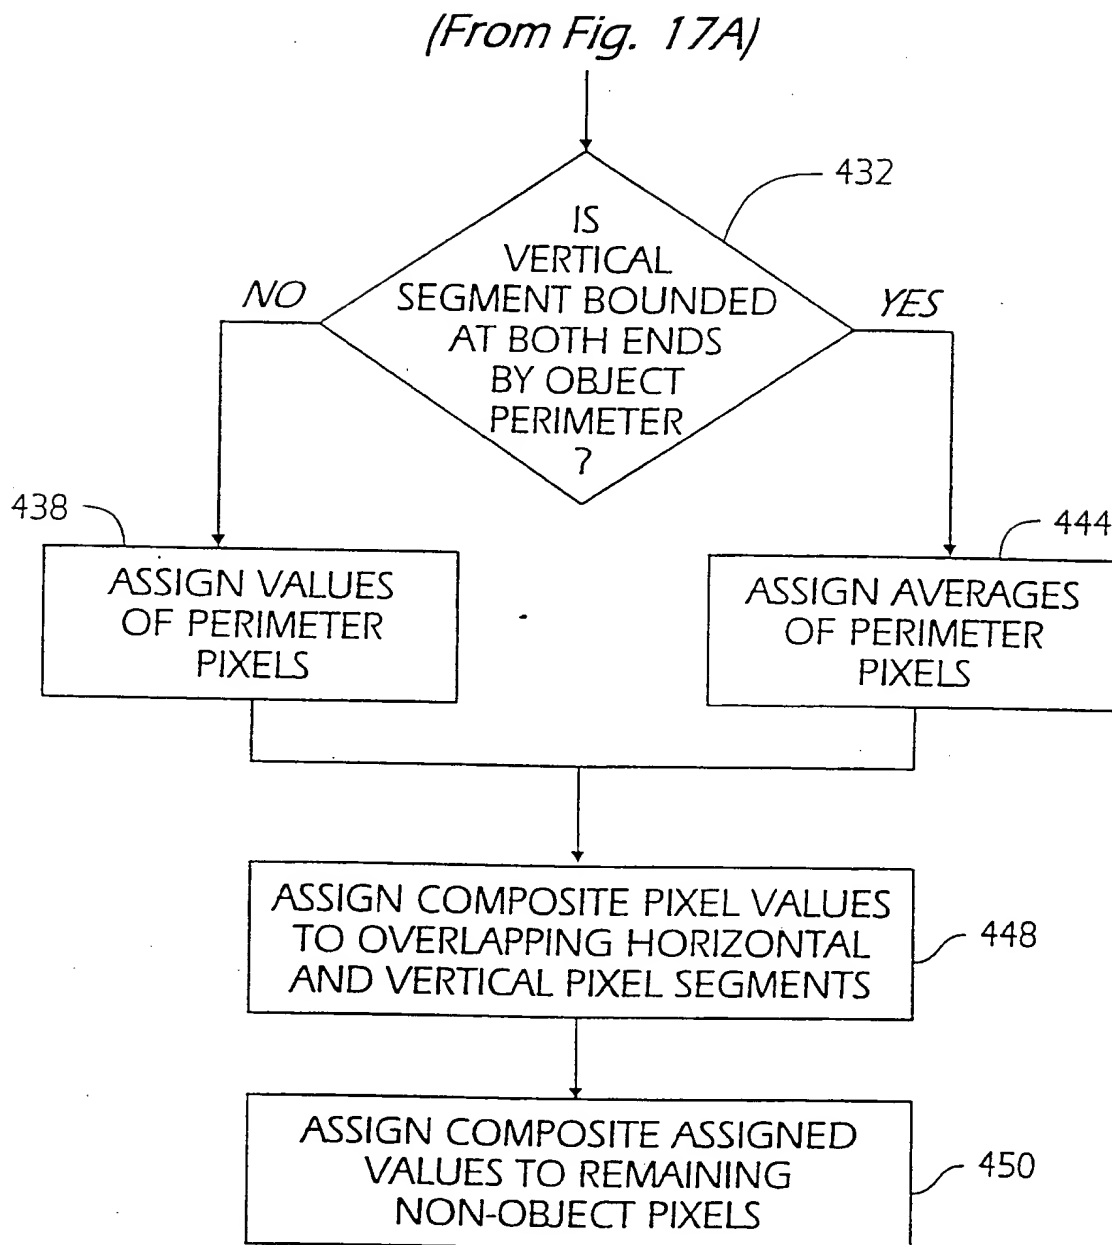 (From Fig. 17A)
432
IS
VERTICAL
SEGMENT BOUNDED
AT BOTH ENDS
BY OBJECT
PERIMETER
?
NO
YES
438
ASSIGN VALUES
OF PERIMETER
PIXELS
444
ASSIGN AVERAGES
OF PERIMETER
PIXELS
ASSIGN COMPOSITE PIXEL VALUES
TO OVERLAPPING HORIZONTAL
AND VERTICAL PIXEL SEGMENTS
448
ASSIGN COMPOSITE ASSIGNED
VALUES TO REMAINING
NON-OBJECT PIXELS
450